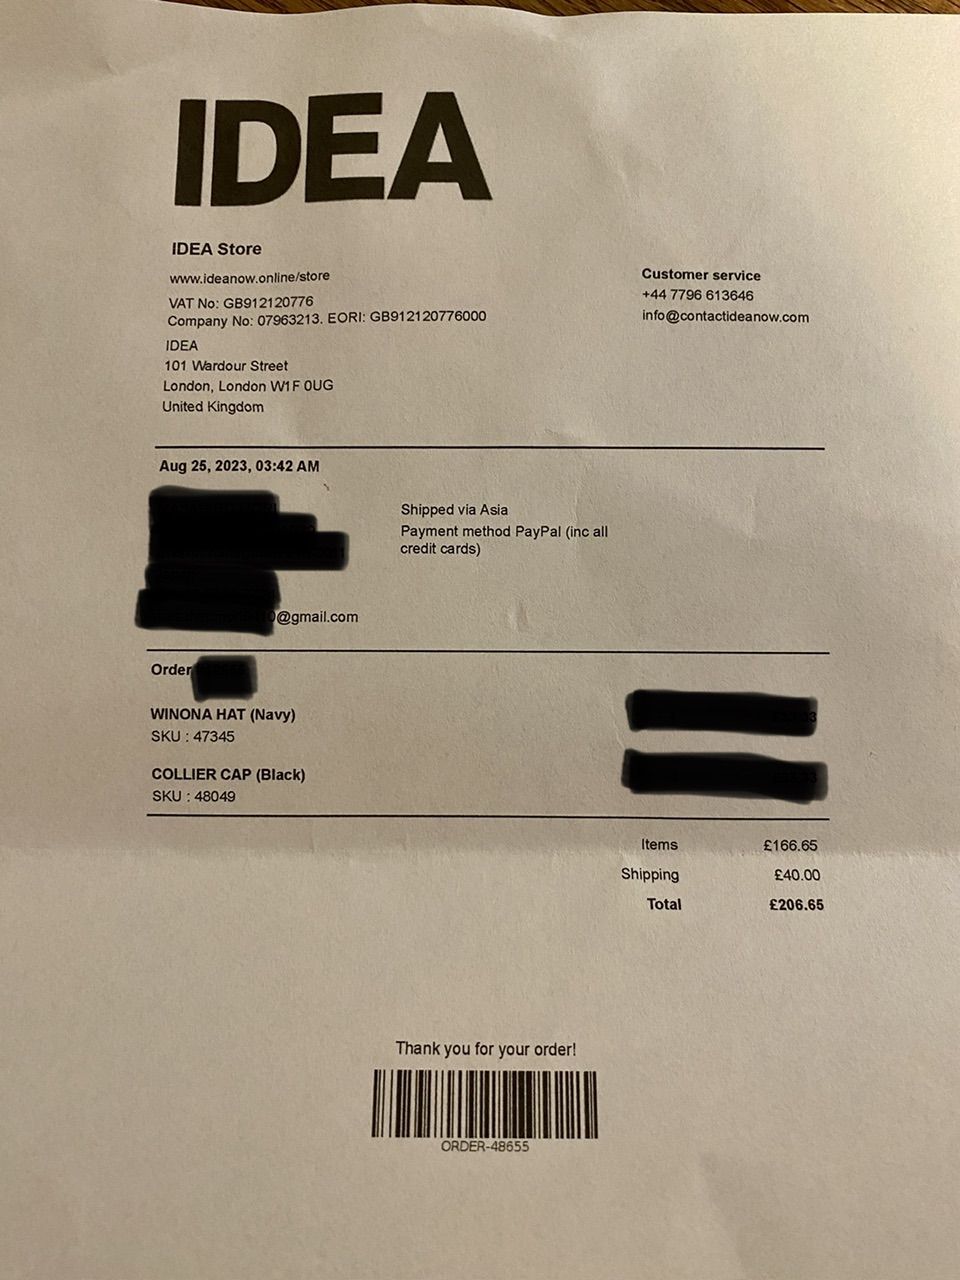 IDEA
IDEA Store
www.ideanow.online/store
VAT No: GB912120776
Company No: 07963213. EORI: GB912120776000
IDEA
101 Wardour Street
London, London W1F 0UG
United Kingdom
Customer service
+44 7796 613646
info@contactideanow.com
Aug 25, 2023, 03:42 AM
@gmail.com
Shipped via Asia
Payment method PayPal (inc all
credit cards)
Order
WINONA HAT (Navy)
SKU : 47345
COLLIER CAP (Black)
SKU : 48049
Items £166.65
Shipping £40.00
Total £206.65
Thank you for your order!
ORDER-48655